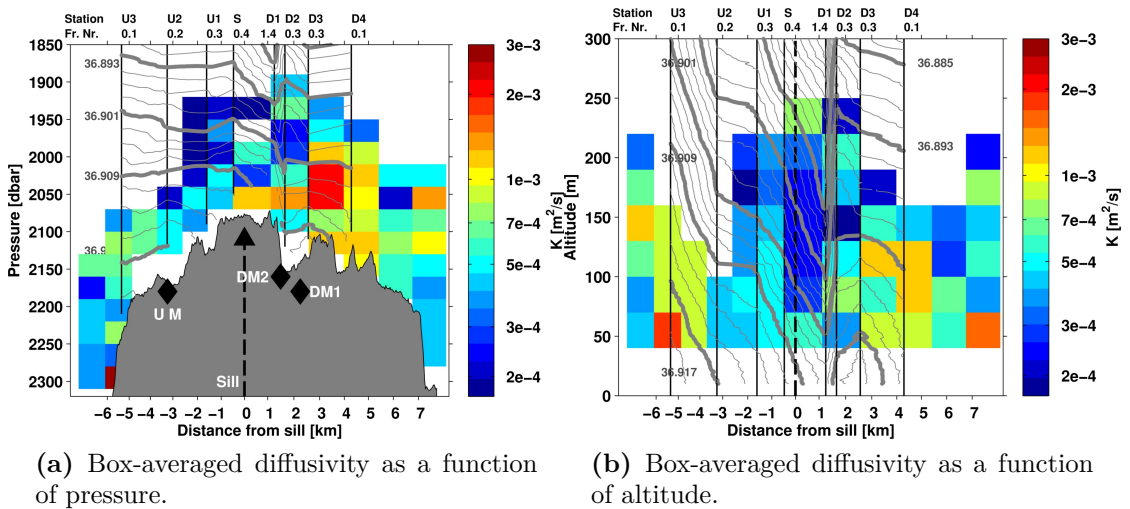 Station U3 U2 U1 S D1 D2 D3 D4
Fr. Nr. 0.1 0.2 0.3 0.4 1.4 0.3 0.3 0.1
1850
1900
1950
2000
2050
2100
2150
2200
2250
2300
Pressure [dbar]
36.893
36.901
36.909
36.9
U M
DM2
DM1
Sill
−6 −5 −4 −3 −2 −1 0 1 2 3 4 5 6 7
Distance from sill [km]
3e−3
2e−3
1e−3
7e−4
5e−4
3e−4
2e−4
K [m²/s]
Station U3 U2 U1 S D1 D2 D3 D4
Fr. Nr. 0.1 0.2 0.3 0.4 1.4 0.3 0.3 0.1
300
250
200
150
100
50
0
Altitude [m]
36.901
36.909
36.917
36.885
36.893
−6 −5 −4 −3 −2 −1 0 1 2 3 4 5 6 7
Distance from sill [km]
3e−3
2e−3
1e−3
7e−4
5e−4
3e−4
2e−4
K [m²/s]
(a) Box-averaged diffusivity as a function
of pressure.
(b) Box-averaged diffusivity as a function
of altitude.